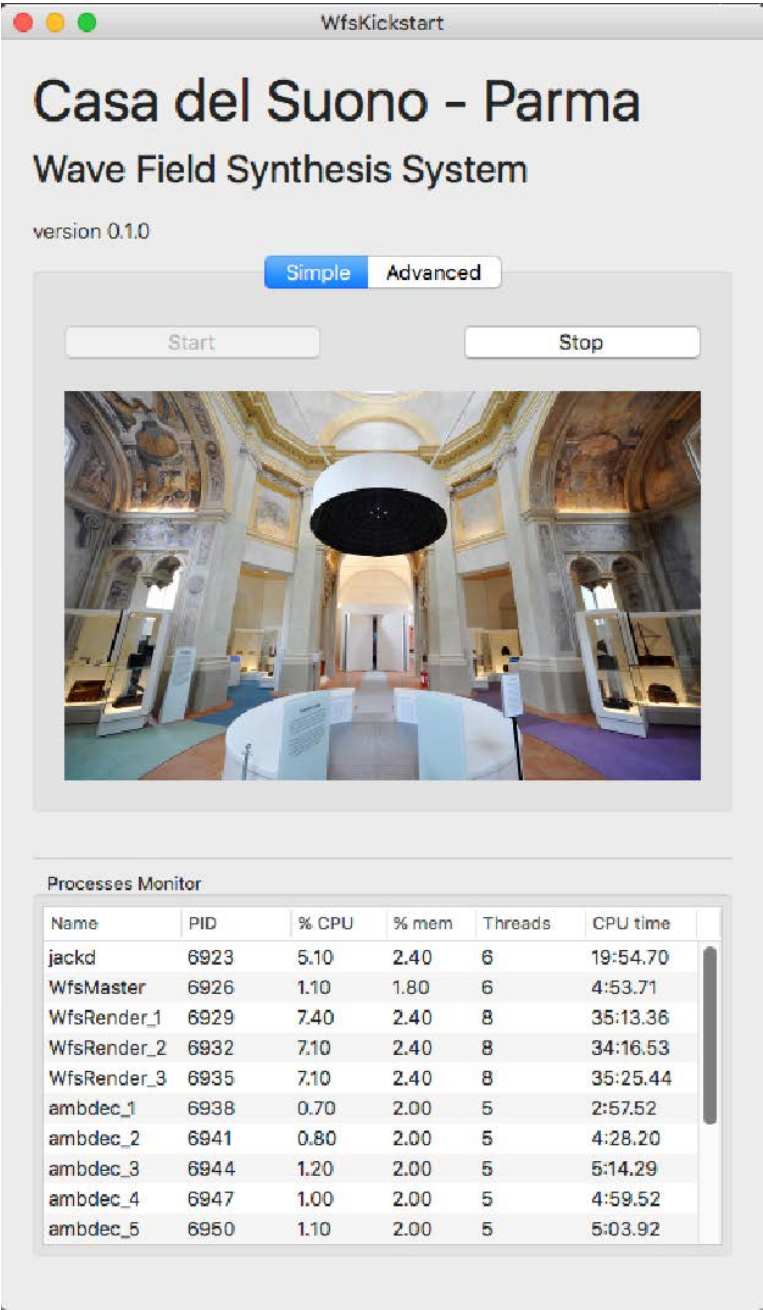 WfsKickstart
Casa del Suono - Parma
Wave Field Synthesis System
version 0.1.0
Simple Advanced
Start Stop
Processes Monitor
Name PID % CPU % mem Threads CPU time
jackd 6923 5.10 2.40 6 19:54.70
WfsMaster 6926 1.10 1.80 6 4:53.71
WfsRender_1 6929 7.40 2.40 8 35:13.36
WfsRender_2 6932 7.10 2.40 8 34:16.53
WfsRender_3 6935 7.10 2.40 8 35:25.44
ambdec_1 6938 0.70 2.00 5 2:57.52
ambdec_2 6941 0.80 2.00 5 4:28.20
ambdec_3 6944 1.20 2.00 5 5:14.29
ambdec_4 6947 1.00 2.00 5 4:59.52
ambdec_5 6950 1.10 2.00 5 5:03.92